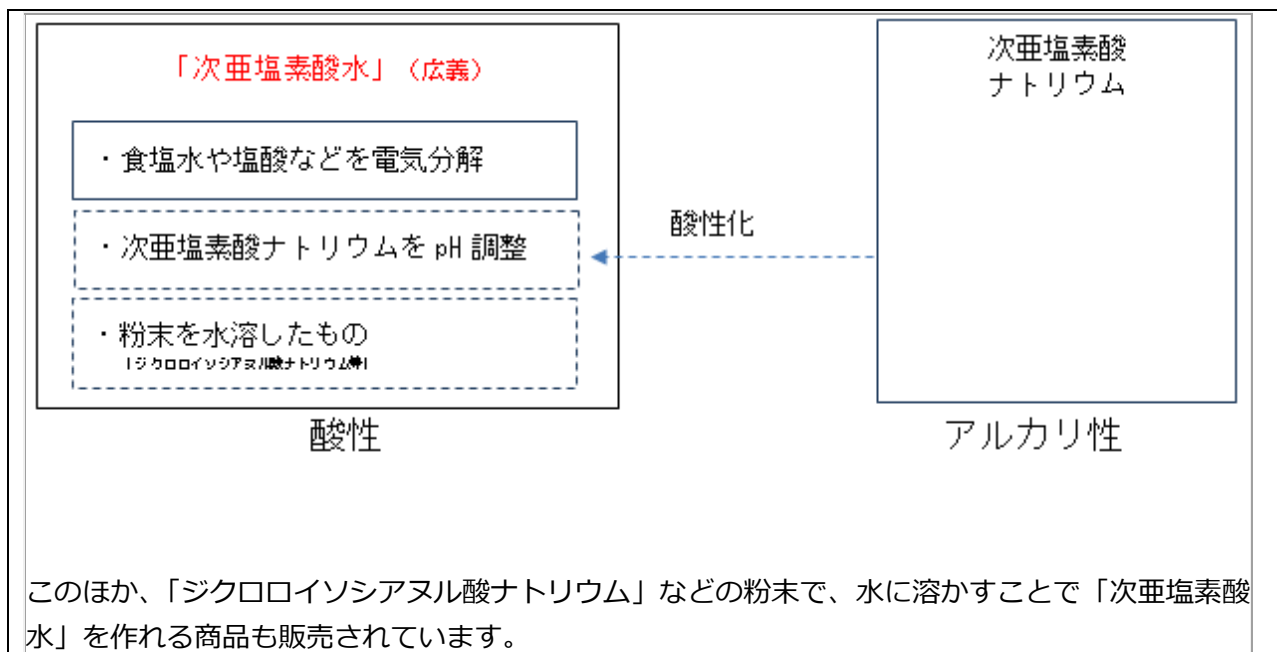 「次亜塩素酸水」（広義）
・食塩水や塩酸などを電気分解
・次亜塩素酸ナトリウムを pH 調整
・粉末を水溶したもの
（ジクロロイソシアヌル酸ナトリウム等）
酸性
酸性化
次亜塩素酸
ナトリウム
アルカリ性
このほか、「ジクロロイソシアヌル酸ナトリウム」などの粉末で、水に溶かすことで「次亜塩素酸
水」を作れる商品も販売されています。